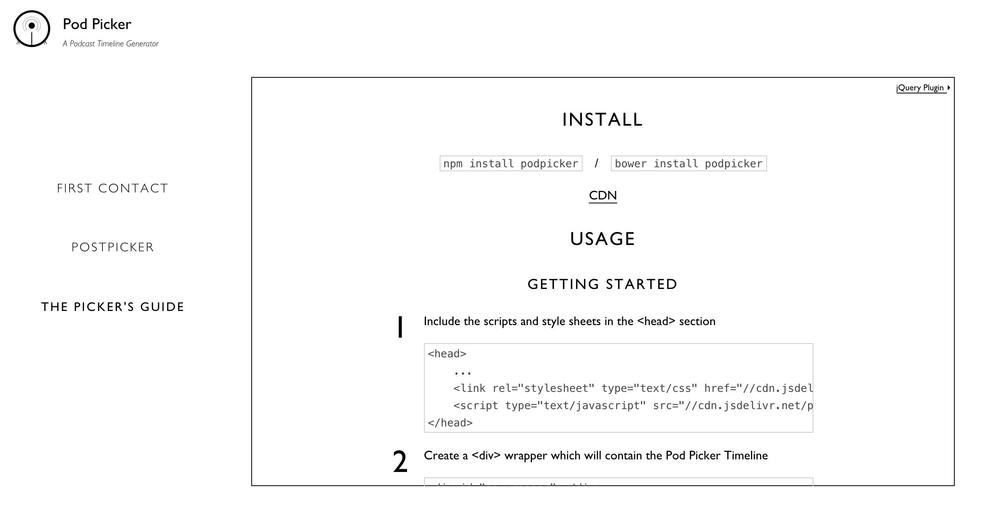 Pod Picker
A Podcast Timeline Generator
jQuery Plugin
INSTALL
npm install podpicker / bower install podpicker
CDN
FIRST CONTACT
POSTPICKER
THE PICKER'S GUIDE
USAGE
GETTING STARTED
1 Include the scripts and style sheets in the <head> section
<head>
...
<link rel="stylesheet" type="text/css" href="//cdn.jsdel
<script type="text/javascript" src="//cdn.jsdelivr.net/p
</head>
2 Create a <div> wrapper which will contain the Pod Picker Timeline